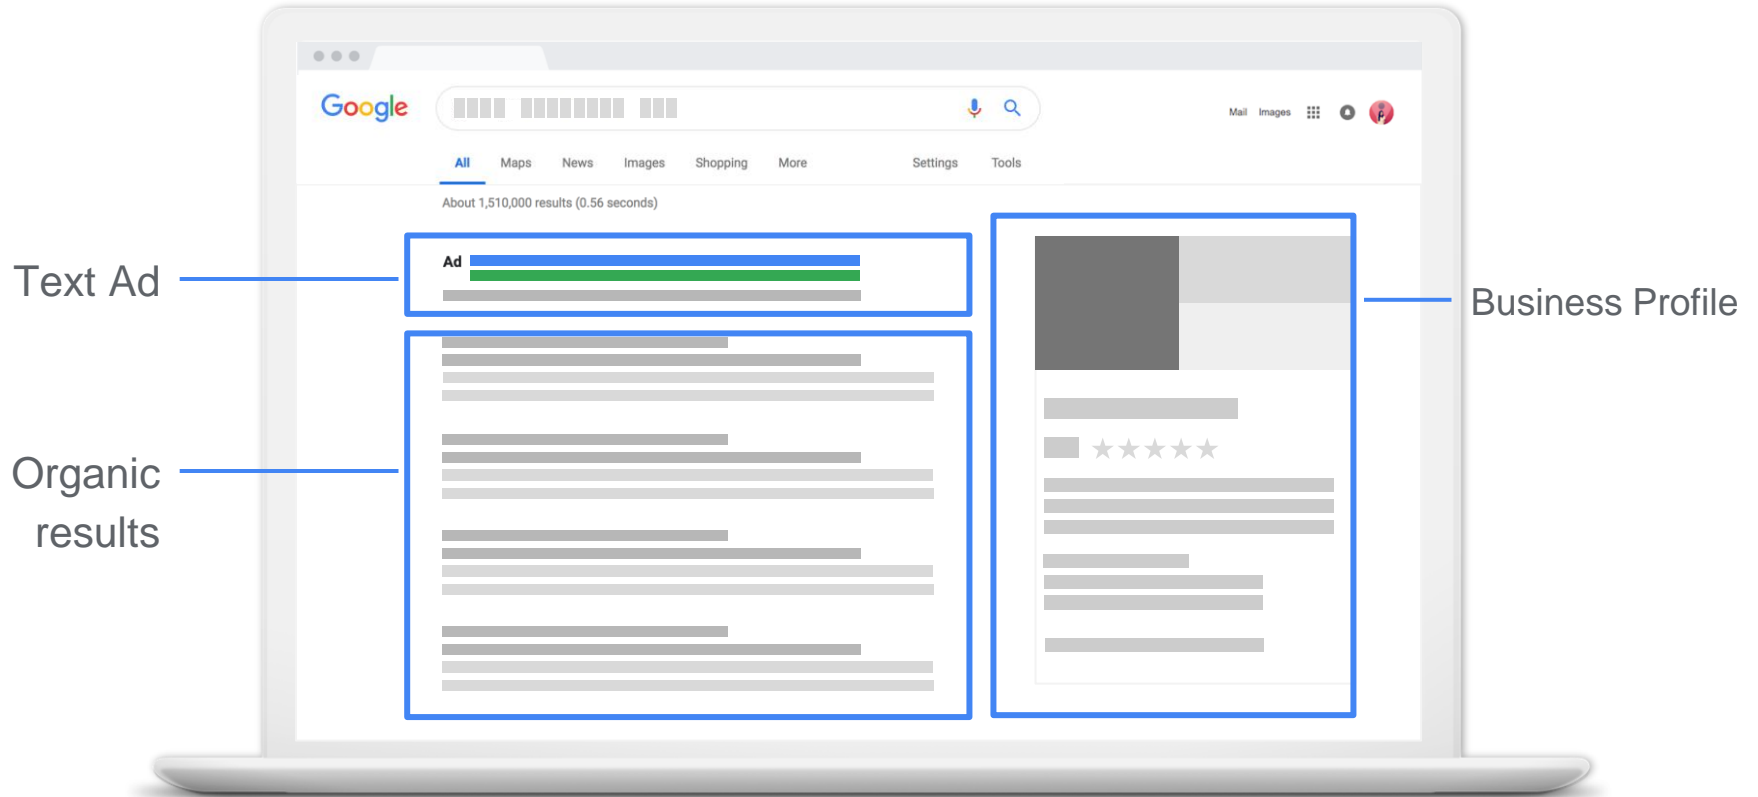 Google
Mail Images
All Maps News Images Shopping More Settings Tools
About 1,510,000 results (0.56 seconds)
Text Ad
Ad
Business Profile
Organic
results